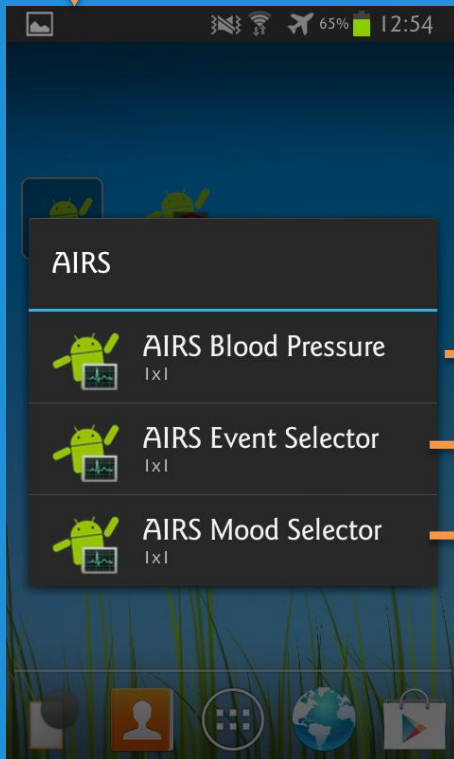 65% 12:54
AIRS
AIRS Blood Pressure
1x1
AIRS Event Selector
1x1
AIRS Mood Selector
1x1